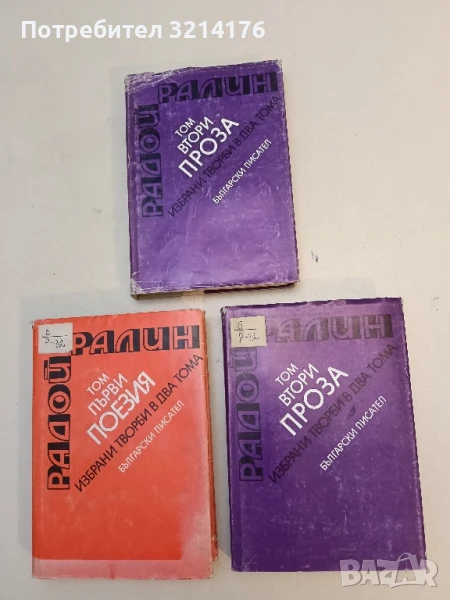 Потребител 3214176
РАДОЙ
РАЛИН
ТОМ
ВТОРИ
ПРОЗА
ИЗБРАНИ ТВОРБИ В ДВА ТОМА
БЪЛГАРСКИ ПИСАТЕЛ
РАДОЙ
РАЛИН
ТОМ
ПЪРВИ
ПОЕЗИЯ
ИЗБРАНИ ТВОРБИ В ДВА ТОМА
БЪЛГАРСКИ ПИСАТЕЛ
РАДОЙ
РАЛИН
ТОМ
ВТОРИ
ПРОЗА
ИЗБРАНИ ТВОРБИ В ДВА ТОМА
БЪЛГАРСКИ ПИСАТЕЛ
BAZAR